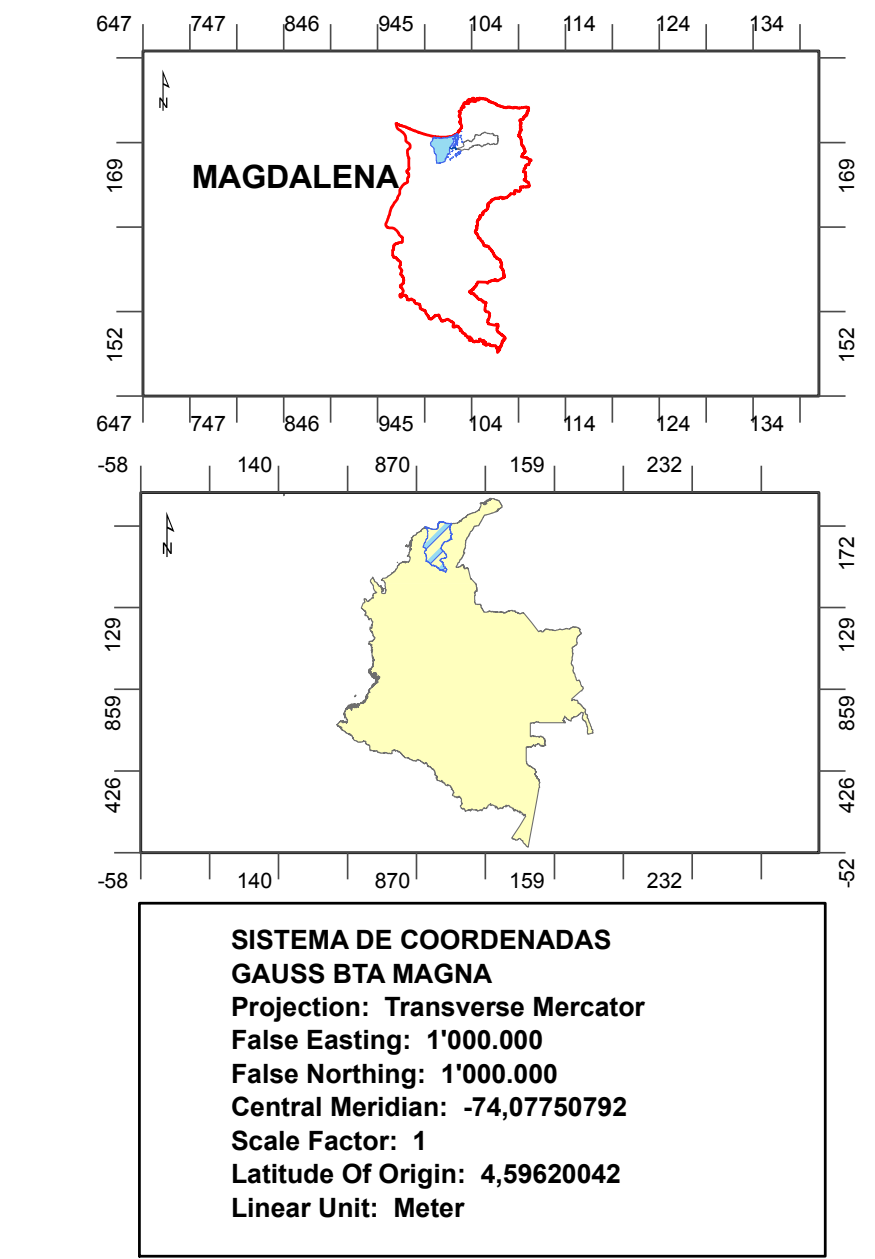 647 747 846 945 104 114 124 134
N
MAGDALENA
169 169
152 152
647 747 846 945 104 114 124 134
-58 140 870 159 232
N
172
129 129
859 859
426 426
-52
-58 140 870 159 232
SISTEMA DE COORDENADAS
GAUSS BTA MAGNA
Projection: Transverse Mercator
False Easting: 1'000.000
False Northing: 1'000.000
Central Meridian: -74,07750792
Scale Factor: 1
Latitude Of Origin: 4,59620042
Linear Unit: Meter